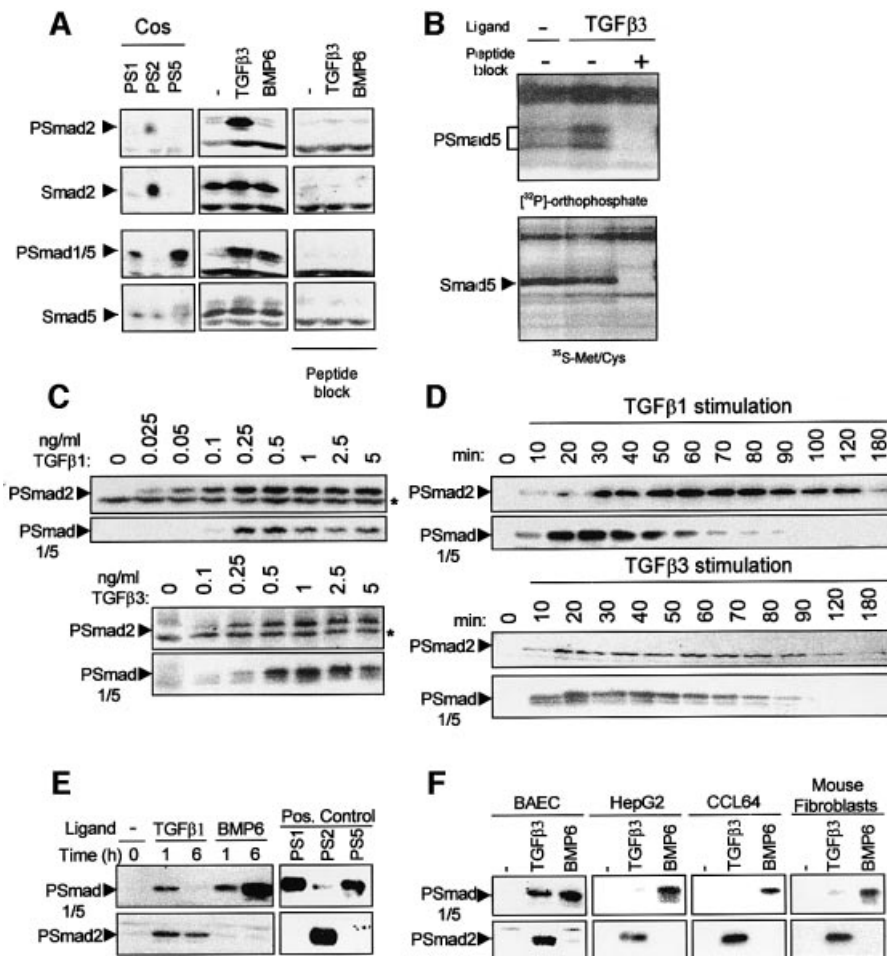 A
Cos
PS1 PS2 PS5 - TGFβ3 BMP6 - TGFβ3 BMP6
PSmad2
Smad2
PSmad1/5
Smad5
Peptide
block
B
Ligand - TGFβ3
Peptide
block - - +
PSmad5
[³²P]-orthophosphate
Smad5
³⁵S-Met/Cys
C
ng/ml
TGFβ1: 0 0.025 0.05 0.1 0.25 0.5 1 2.5 5
PSmad2 *
PSmad
1/5
ng/ml
TGFβ3: 0 0.1 0.25 0.5 1 2.5 5
PSmad2 *
PSmad
1/5
D
TGFβ1 stimulation
min: 0 10 20 30 40 50 60 70 80 90 100 120 180
PSmad2
PSmad
1/5
TGFβ3 stimulation
min: 0 10 20 30 40 50 60 70 80 90 120 180
PSmad2
PSmad
1/5
E
Ligand - TGFβ1 BMP6 Pos. Control
Time (h) 0 1 6 1 6 PS1 PS2 PS5
PSmad
1/5
PSmad2
F
BAEC HepG2 CCL64 Mouse
Fibroblasts
- TGFβ3 BMP6 - TGFβ3 BMP6 - TGFβ3 BMP6 - TGFβ3 BMP6
PSmad
1/5
PSmad2